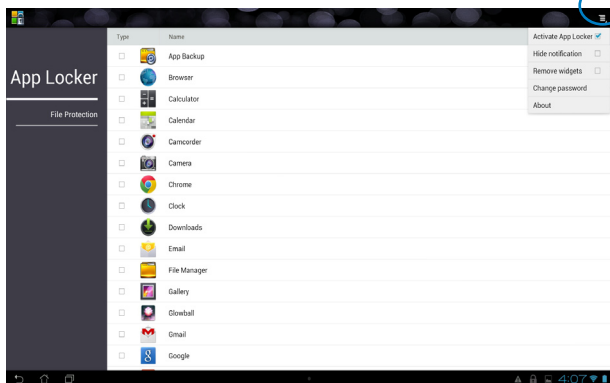 Type Name
Activate App Locker
Hide notification
Remove widgets
Change password
About
App Locker
File Protection
App Backup
Browser
Calculator
Calendar
Camcorder
Camera
Chrome
Clock
Downloads
Email
File Manager
Gallery
Glowball
Gmail
Google
4:07